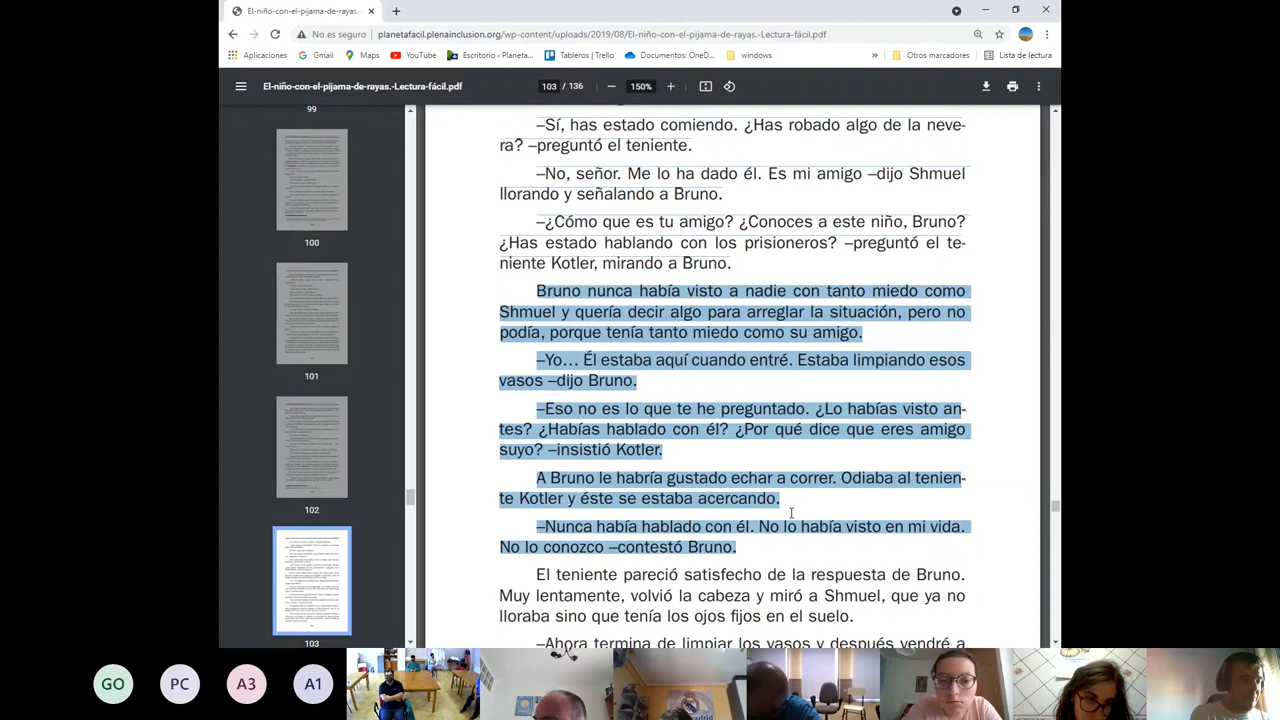 El-niño-con-el-pijama-de-rayas.-
No es seguro
planetafacil.plenainclusion.org/wp-content/uploads/2019/08/El-niño-con-el-pijama-de-rayas.-Lectura-fácil.pdf
Aplicaciones
Gmail
Maps
YouTube
Escritorio - Planeta...
Tableros | Trello
Documentos: OneD...
windows
»
Otros marcadores
Lista de lectura
El-niño-con-el-pijama-de-rayas.-Lectura-fácil.pdf
103 / 136
150%
99
100
101
102
103
–Sí, has estado comiendo. ¿Has robado algo de la neve-
ra? –preguntó el teniente.
–No, señor. Me lo ha dado él. Es mi amigo –dijo Shmuel
llorando y señalando a Bruno.
–¿Cómo que es tu amigo? ¿Conoces a este niño, Bruno?
¿Has estado hablando con los prisioneros? –preguntó el te-
niente Kotler, mirando a Bruno
Bruno nunca había visto a nadie con tanto miedo como
Shmuel y quería decir algo para arreglar la situación, pero no
podía, porque tenía tanto miedo como su amigo.
–Yo... Él estaba aquí cuando entré. Estaba limpiando esos
vasos –dijo Bruno.
–Eso no es lo que te he preguntado. ¿Lo habías visto an-
tes? ¿Habías hablado con él? ¿Por qué dice que eres amigo
suyo? –insistió Kotler.
A Bruno le habría gustado echar a correr. Odiaba al tenien-
te Kotler y éste se estaba acercando.
–Nunca había hablado con él. No lo había visto en mi vida.
No lo conozco –contestó Bruno.
El teniente pareció satisfecho con la respuesta de Bruno.
Muy lentamente, volvió la cabeza y miró a Shmuel, que ya no
lloraba sino que tenía los ojos fijos en el suelo.
–Ahora termina de limpiar los vasos y después vendré a
GO
PC
A3
A1